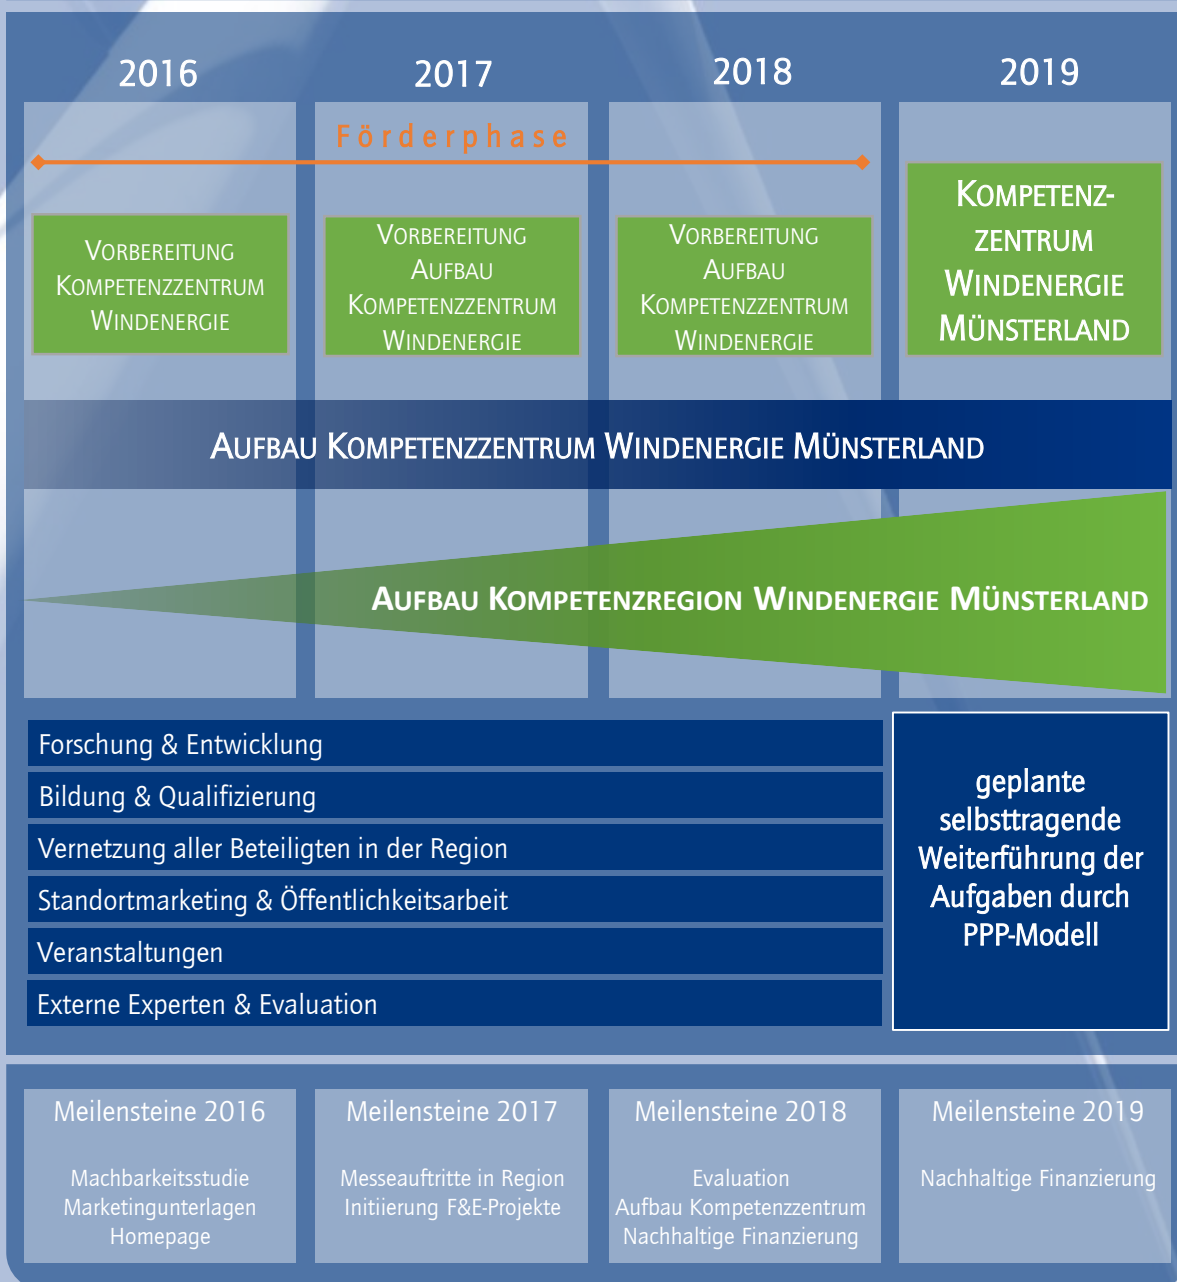 2016
2017
2018
2019
Förderphase
VORBEREITUNG
KOMPETENZZENTRUM
WINDENERGIE
VORBEREITUNG
AUFBAU
KOMPETENZZENTRUM
WINDENERGIE
VORBEREITUNG
AUFBAU
KOMPETENZZENTRUM
WINDENERGIE
KOMPETENZ-
ZENTRUM
WINDENERGIE
MÜNSTERLAND
AUFBAU KOMPETENZZENTRUM WINDENERGIE MÜNSTERLAND
AUFBAU KOMPETENZREGION WINDENERGIE MÜNSTERLAND
Forschung & Entwicklung
Bildung & Qualifizierung
Vernetzung aller Beteiligten in der Region
Standortmarketing & Öffentlichkeitsarbeit
Veranstaltungen
Externe Experten & Evaluation
geplante
selbsttragende
Weiterführung der
Aufgaben durch
PPP-Modell
Meilensteine 2016
Machbarkeitsstudie
Marketingunterlagen
Homepage
Meilensteine 2017
Messeauftritte in Region
Initiierung F&E-Projekte
Meilensteine 2018
Evaluation
Aufbau Kompetenzzentrum
Nachhaltige Finanzierung
Meilensteine 2019
Nachhaltige Finanzierung